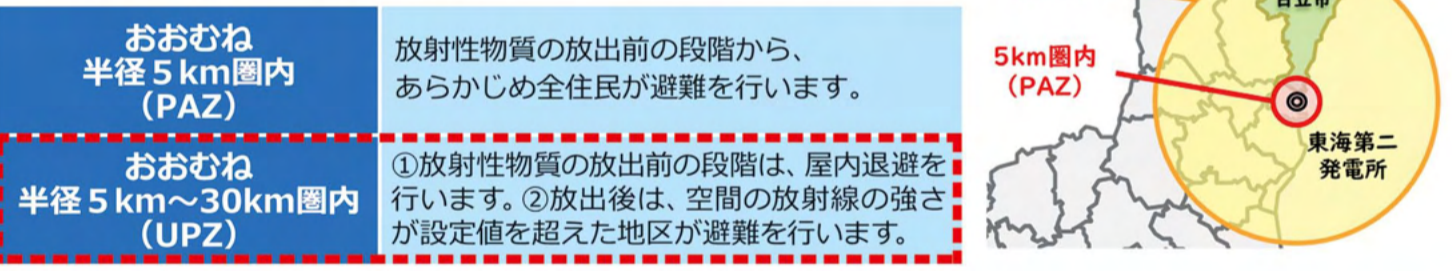 おおむね
半径5km圏内
（PAZ）
放射性物質の放出前の段階から、
あらかじめ全住民が避難を行います。
おおむね
半径5km～30km圏内
（UPZ）
①放射性物質の放出前の段階は、屋内退避を
行います。②放出後は、空間の放射線の強さ
が設定値を超えた地区が避難を行います。
日立市
5km圏内
（PAZ）
東海第二
発電所